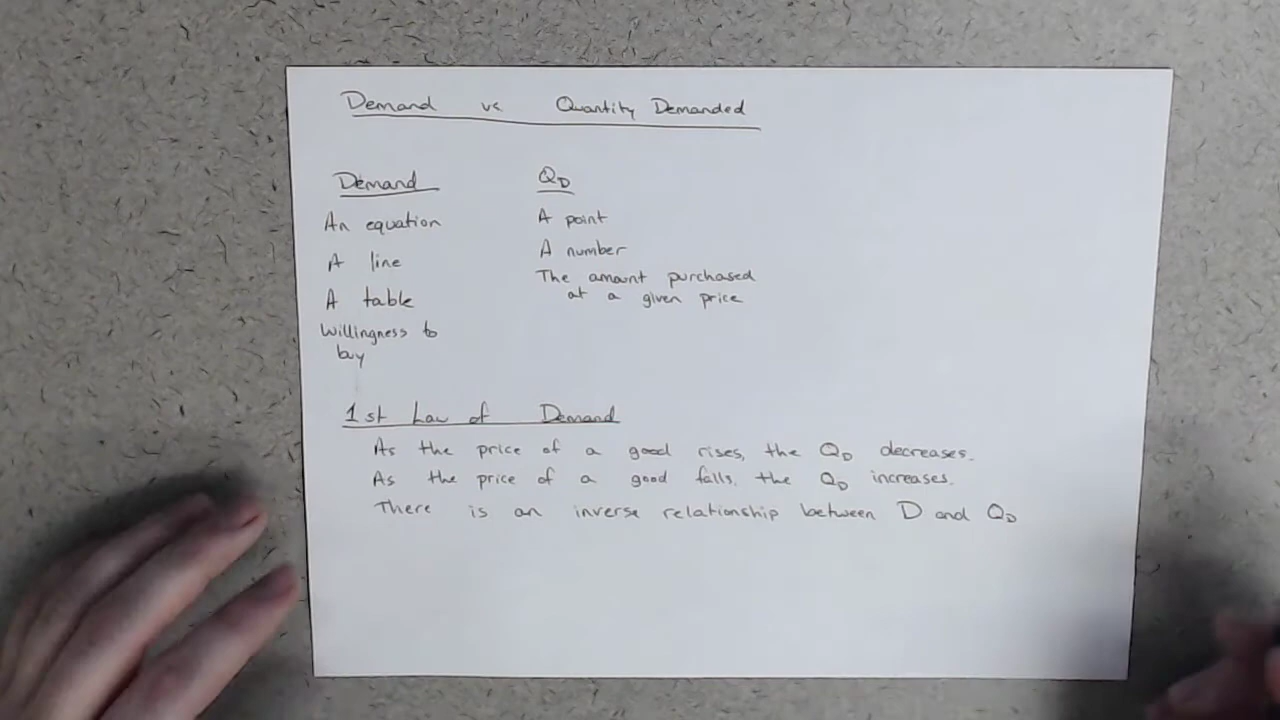 Demand vs Quantity Demanded
Demand
An equation
A line
A table
Willingness to
buy
QD
A point
A number
The amount purchased
at a given price
1st Law of Demand
As the price of a good rises, the QD decreases.
As the price of a good falls, the QD increases.
There is an inverse relationship between D and QD